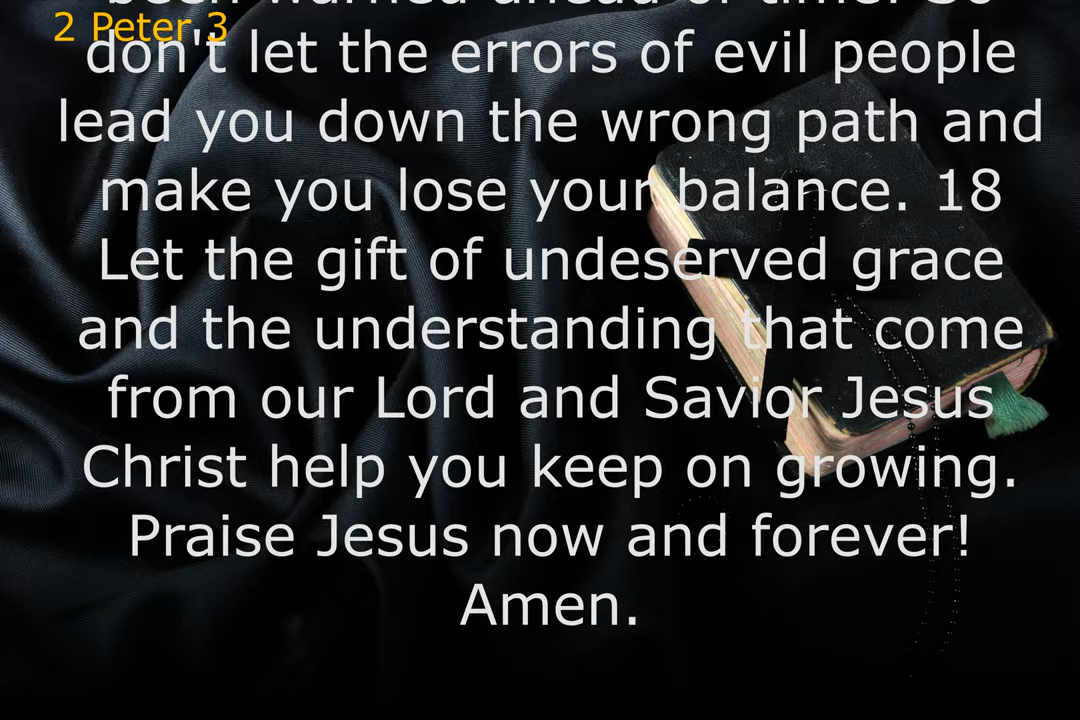 been warned ahead of time. So
2 Peter 3
don't let the errors of evil people
lead you down the wrong path and
make you lose your balance. 18
Let the gift of undeserved grace
and the understanding that come
from our Lord and Savior Jesus
Christ help you keep on growing.
Praise Jesus now and forever!
Amen.